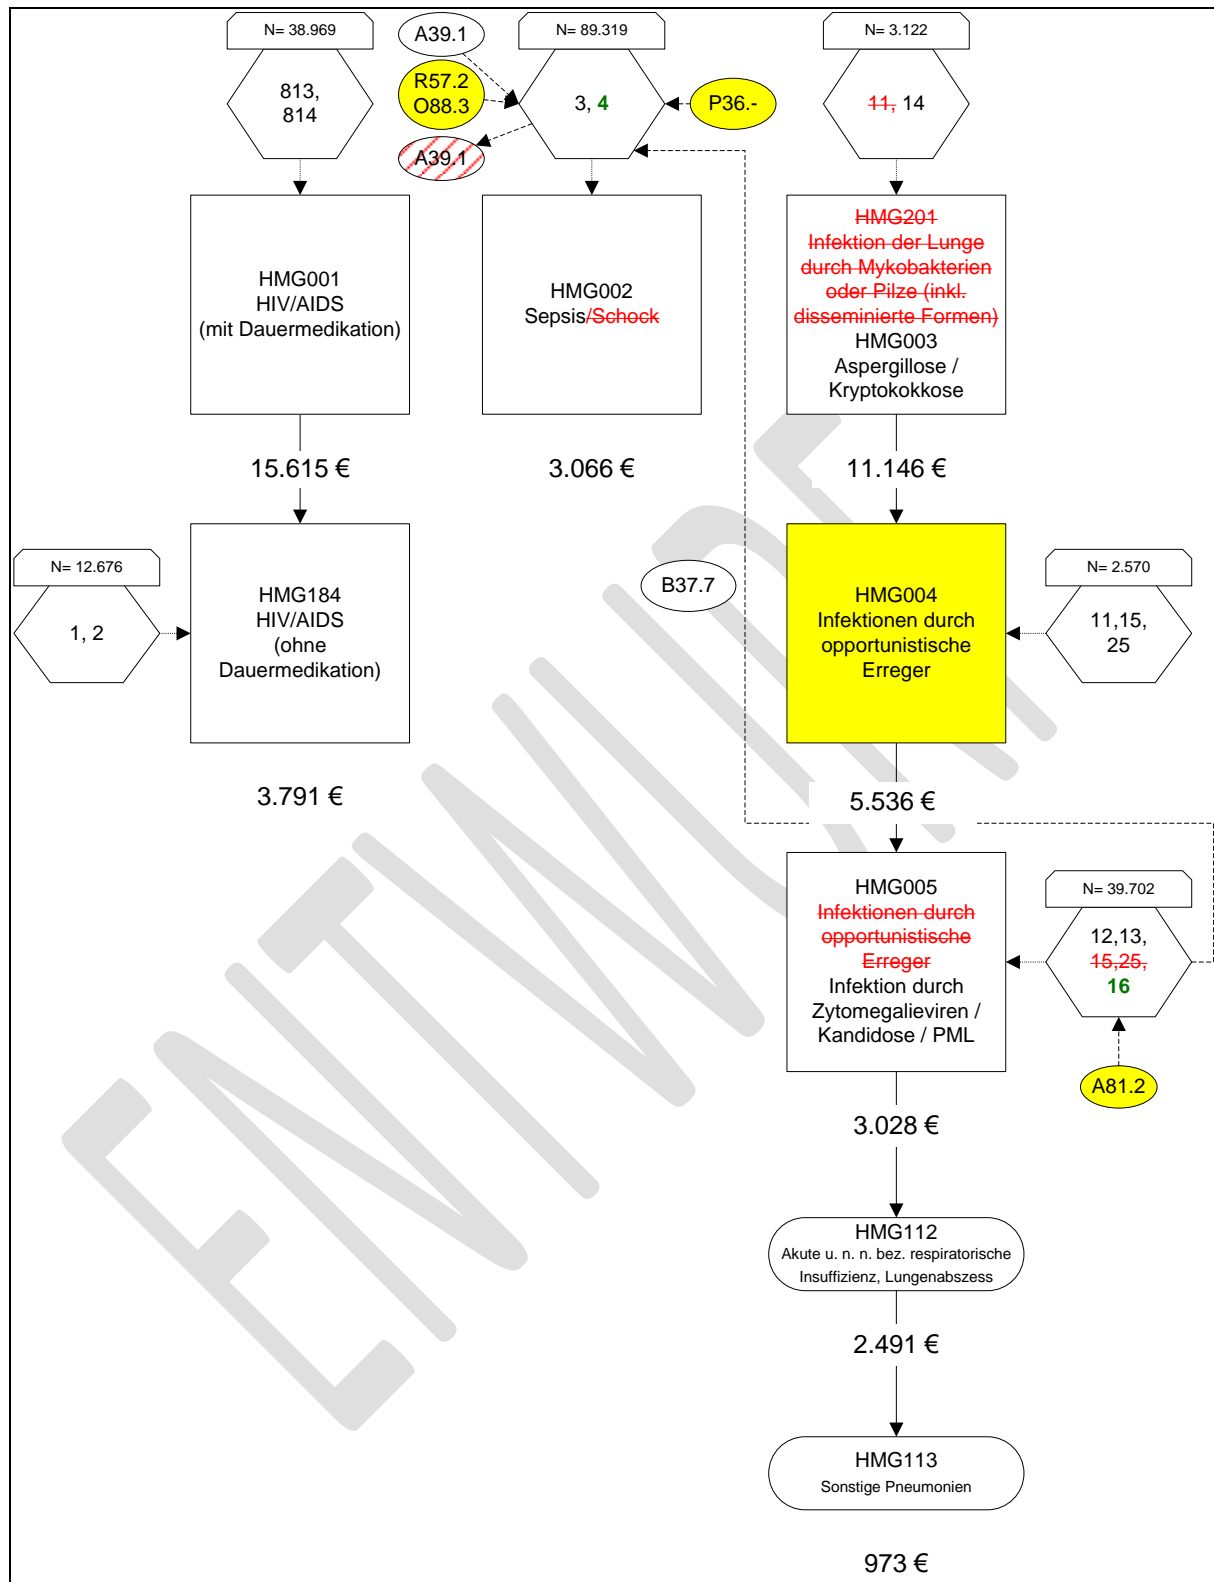 N= 38.969
813,
814
A39.1
R57.2
O88.3
A39.1
N= 89.319
3, 4
P36.-
N= 3.122
11, 14
HMG001
HIV/AIDS
(mit Dauermedikation)
HMG002
Sepsis/Schock
HMG201
Infektion der Lunge
durch Mykobakterien
oder Pilze (inkl.
disseminierte Formen)
HMG003
Aspergillose /
Kryptokokkose
15.615 €
3.066 €
11.146 €
N= 12.676
1, 2
HMG184
HIV/AIDS
(ohne
Dauermedikation)
B37.7
HMG004
Infektionen durch
opportunistische
Erreger
N= 2.570
11,15,
25
3.791 €
5.536 €
HMG005
Infektionen durch
opportunistische
Erreger
Infektion durch
Zytomegalieviren /
Kandidose / PML
N= 39.702
12,13,
15,25,
16
A81.2
3.028 €
HMG112
Akute u. n. n. bez. respiratorische
Insuffizienz, Lungenabszess
2.491 €
HMG113
Sonstige Pneumonien
973 €
ENTWURF